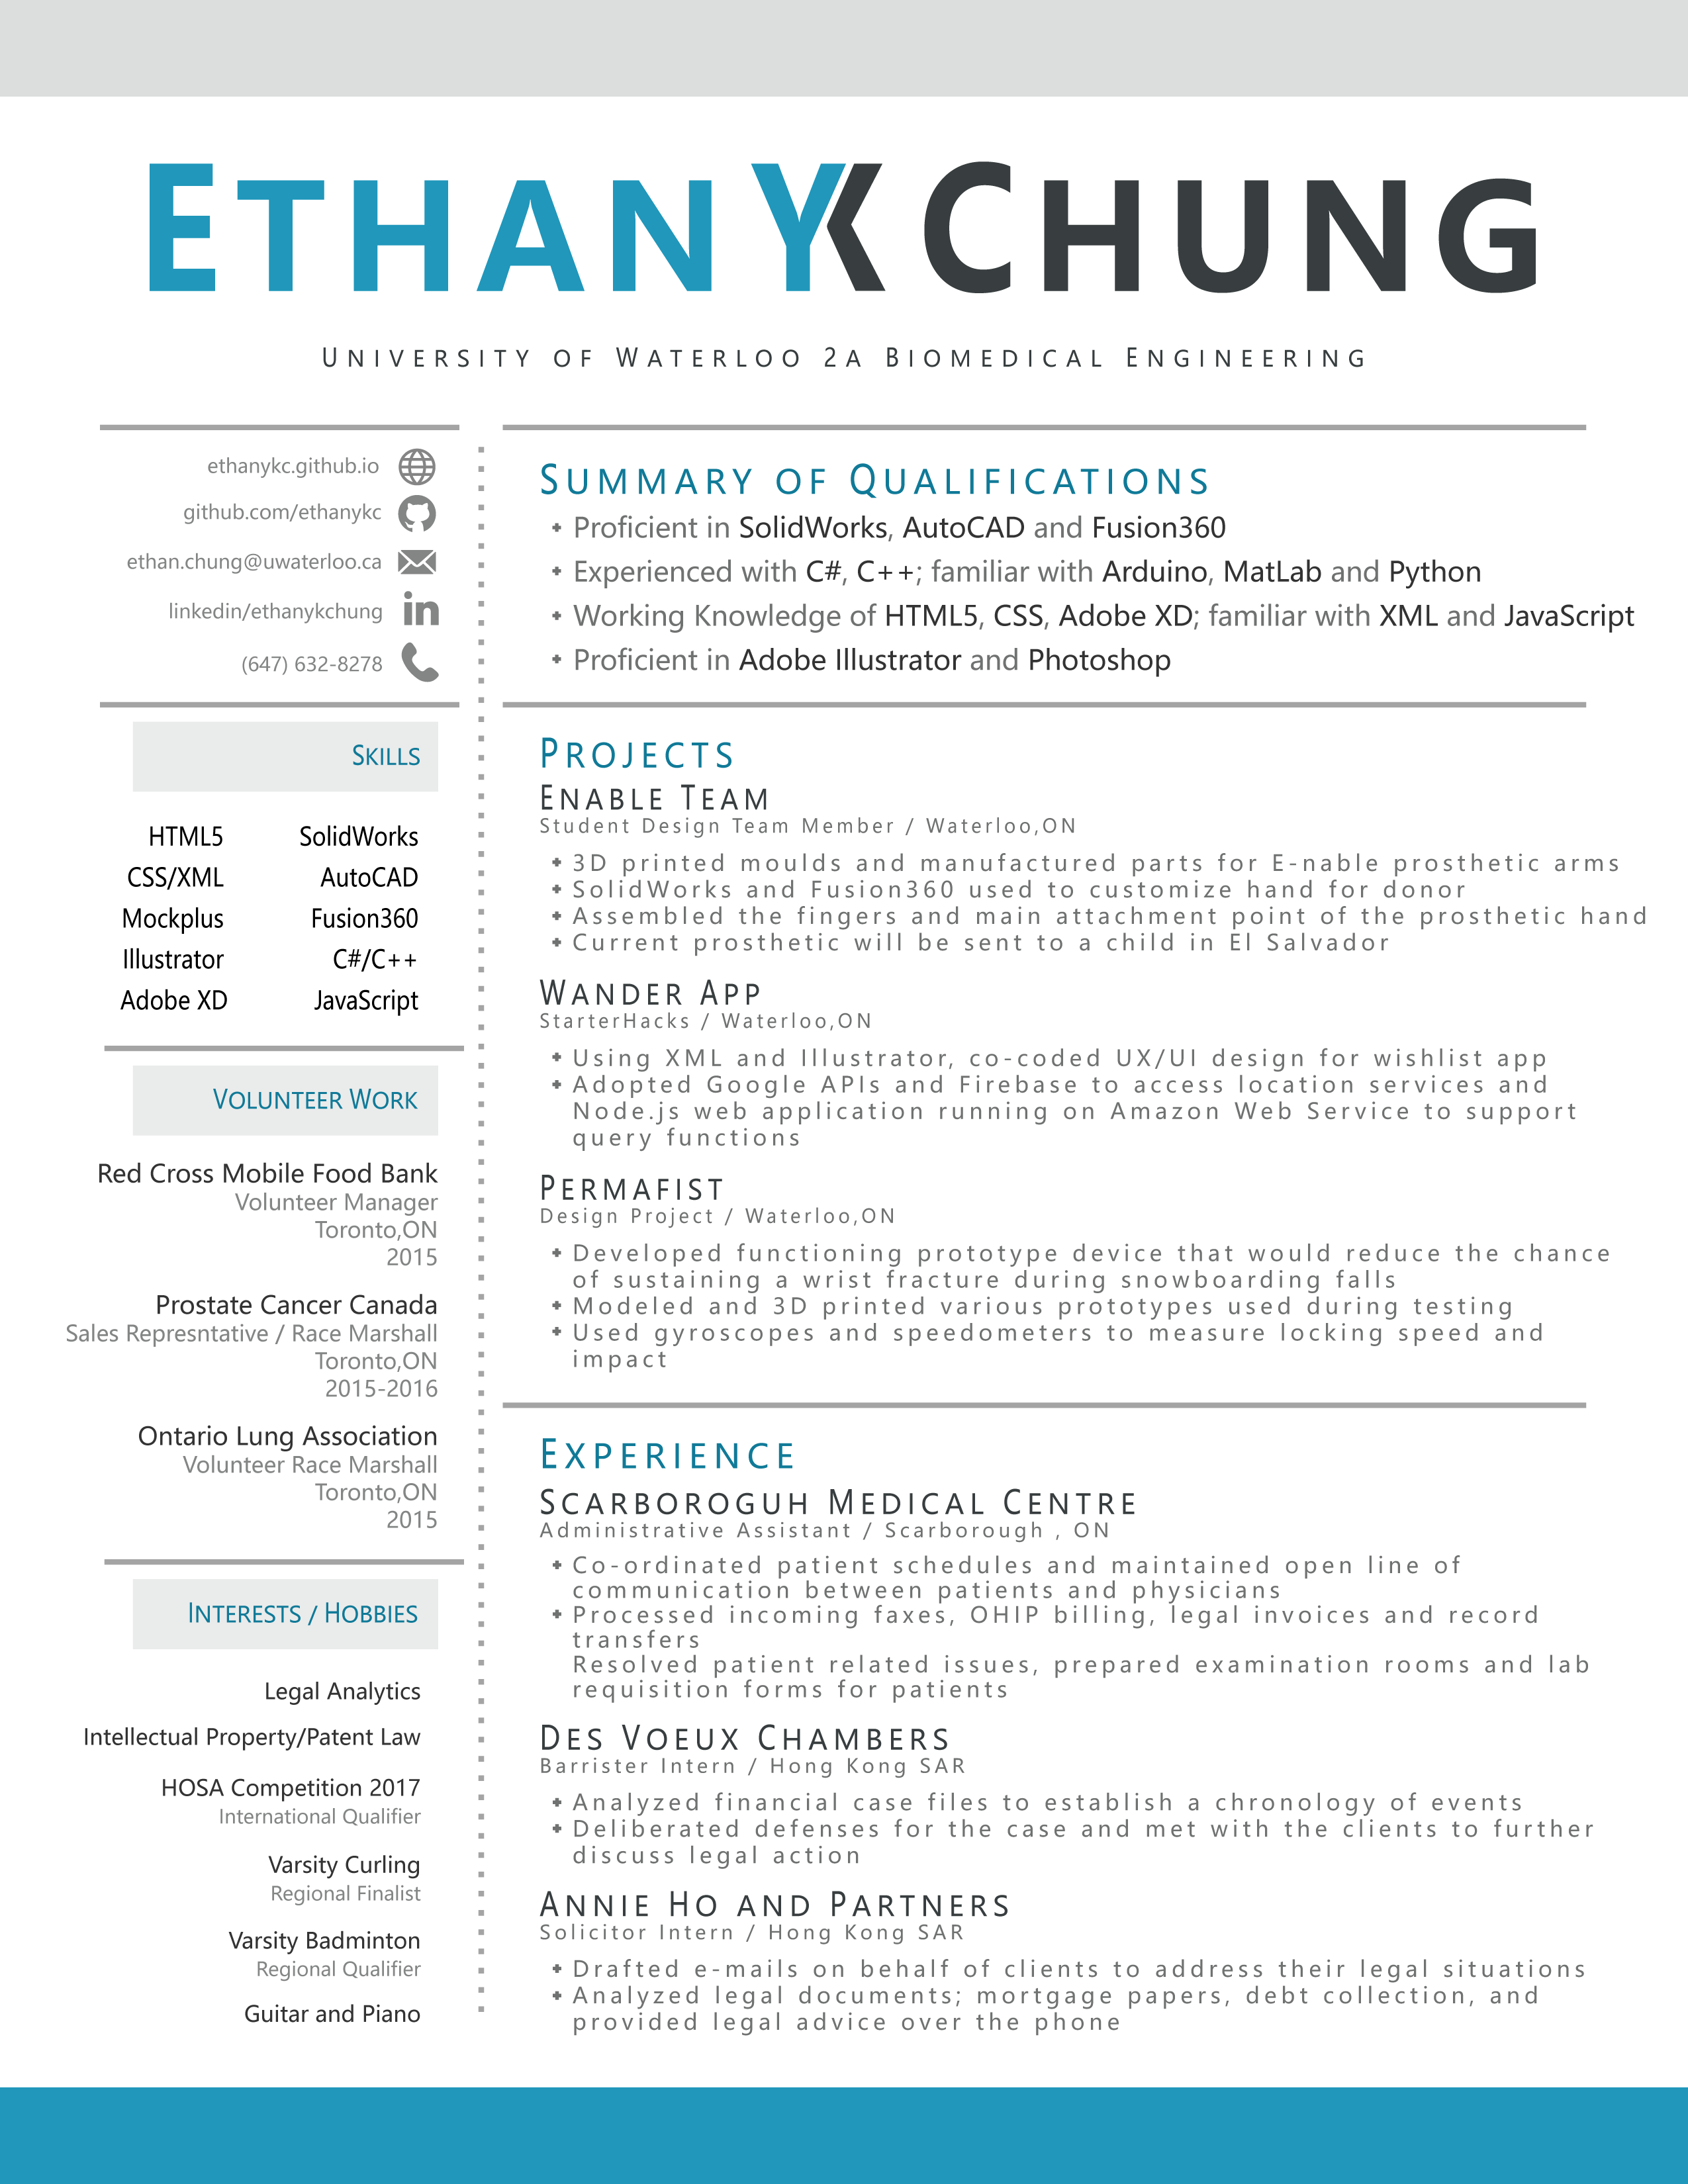 ETHAN YK CHUNG
UNIVERSITY OF WATERLOO 2A BIOMEDICAL ENGINEERING
ethanykc.github.io
github.com/ethanykc
ethan.chung@uwaterloo.ca
linkedin/ethanykchung
(647) 632-8278
SKILLS
HTML5 SolidWorks
CSS/XML AutoCAD
Mockplus Fusion360
Illustrator C#/C++
Adobe XD JavaScript
VOLUNTEER WORK
Red Cross Mobile Food Bank
Volunteer Manager
Toronto,ON
2015
Prostate Cancer Canada
Sales Represntative / Race Marshall
Toronto,ON
2015-2016
Ontario Lung Association
Volunteer Race Marshall
Toronto,ON
2015
INTERESTS / HOBBIES
Legal Analytics
Intellectual Property/Patent Law
HOSA Competition 2017
International Qualifier
Varsity Curling
Regional Finalist
Varsity Badminton
Regional Qualifier
Guitar and Piano
SUMMARY OF QUALIFICATIONS
Proficient in SolidWorks, AutoCAD and Fusion360
Experienced with C#, C++; familiar with Arduino, MatLab and Python
Working Knowledge of HTML5, CSS, Adobe XD; familiar with XML and JavaScript
Proficient in Adobe Illustrator and Photoshop
PROJECTS
ENABLE TEAM
Student Design Team Member / Waterloo,ON
3D printed moulds and manufactured parts for E-nable prosthetic arms
SolidWorks and Fusion360 used to customize hand for donor
Assembled the fingers and main attachment point of the prosthetic hand
Current prosthetic will be sent to a child in El Salvador
WANDER APP
StarterHacks / Waterloo,ON
Using XML and Illustrator, co-coded UX/UI design for wishlist app
Adopted Google APIs and Firebase to access location services and
Node.js web application running on Amazon Web Service to support
query functions
PERMAFIST
Design Project / Waterloo,ON
Developed functioning prototype device that would reduce the chance
of sustaining a wrist fracture during snowboarding falls
Modeled and 3D printed various prototypes used during testing
Used gyroscopes and speedometers to measure locking speed and
impact
EXPERIENCE
SCARBOROGUH MEDICAL CENTRE
Administrative Assistant / Scarborough , ON
Co-ordinated patient schedules and maintained open line of
communication between patients and physicians
Processed incoming faxes, OHIP billing, legal invoices and record
transfers
Resolved patient related issues, prepared examination rooms and lab
requisition forms for patients
DES VOEUX CHAMBERS
Barrister Intern / Hong Kong SAR
Analyzed financial case files to establish a chronology of events
Deliberated defenses for the case and met with the clients to further
discuss legal action
ANNIE HO AND PARTNERS
Solicitor Intern / Hong Kong SAR
Drafted e-mails on behalf of clients to address their legal situations
Analyzed legal documents; mortgage papers, debt collection, and
provided legal advice over the phone